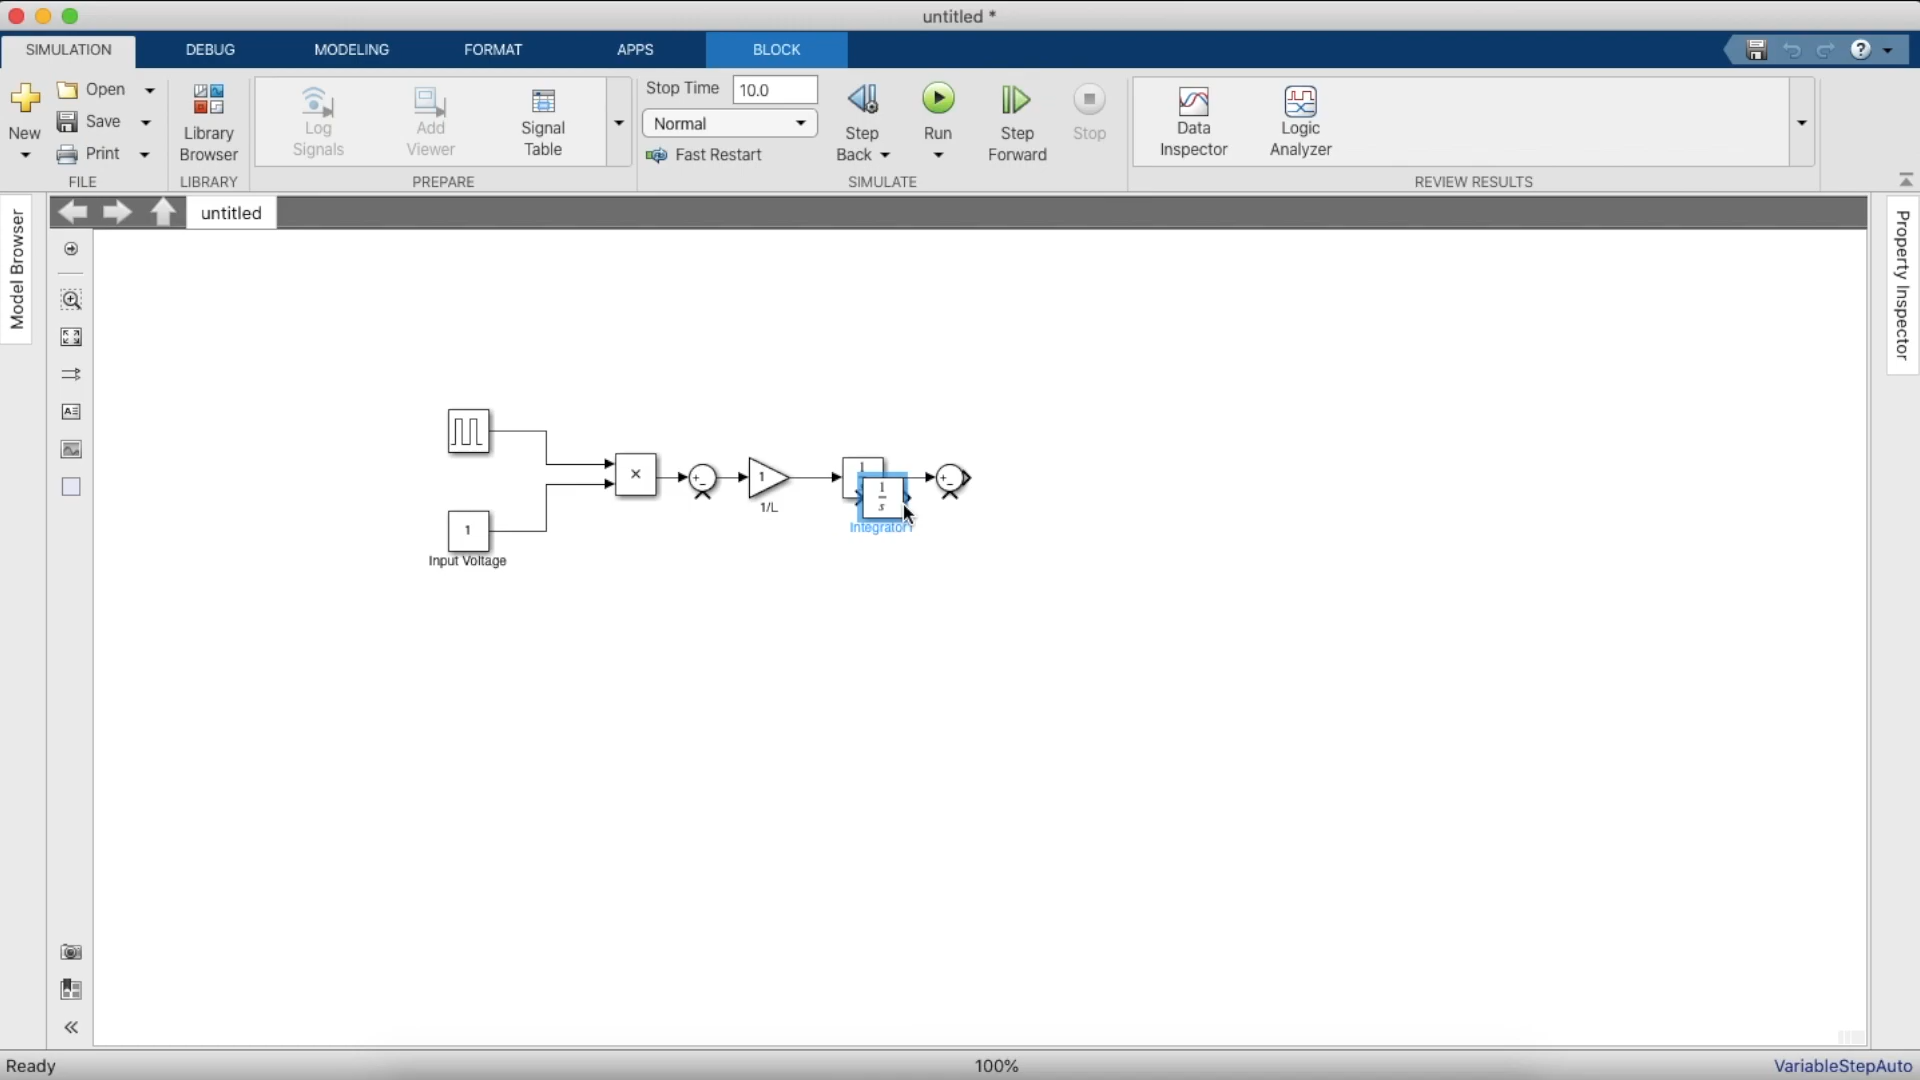 untitled *
SIMULATION
DEBUG
MODELING
FORMAT
APPS
BLOCK
?
New
Open
Save
Print
FILE
Library
Browser
LIBRARY
Log
Signals
Add
Viewer
Signal
Table
PREPARE
Stop Time 10.0
Normal
Fast Restart
Step
Back
Run
Step
Forward
Stop
SIMULATE
Data
Inspector
Logic
Analyzer
REVIEW RESULTS
Model Browser
untitled
Property Inspector
×
+
−
1
1/L
1
1
s
Integrator1
+
−
1
Input Voltage
Ready
100%
VariableStepAuto